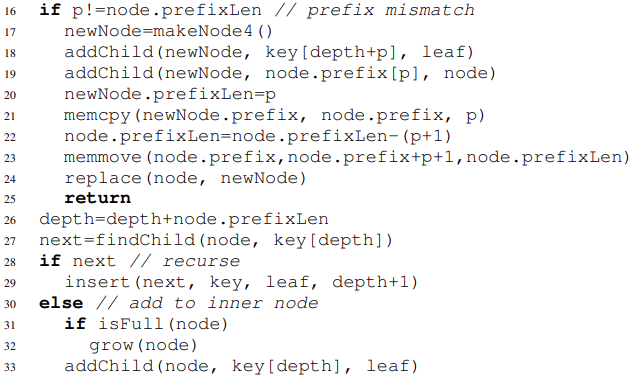 16 if p!=node.prefixLen // prefix mismatch
17 newNode=makeNode4()
18 addChild(newNode, key[depth+p], leaf)
19 addChild(newNode, node.prefix[p], node)
20 newNode.prefixLen=p
21 memcpy(newNode.prefix, node.prefix, p)
22 node.prefixLen=node.prefixLen-(p+1)
23 memmove(node.prefix,node.prefix+p+1,node.prefixLen)
24 replace(node, newNode)
25 return
26 depth=depth+node.prefixLen
27 next=findChild(node, key[depth])
28 if next // recurse
29 insert(next, key, leaf, depth+1)
30 else // add to inner node
31 if isFull(node)
32 grow(node)
33 addChild(node, key[depth], leaf)